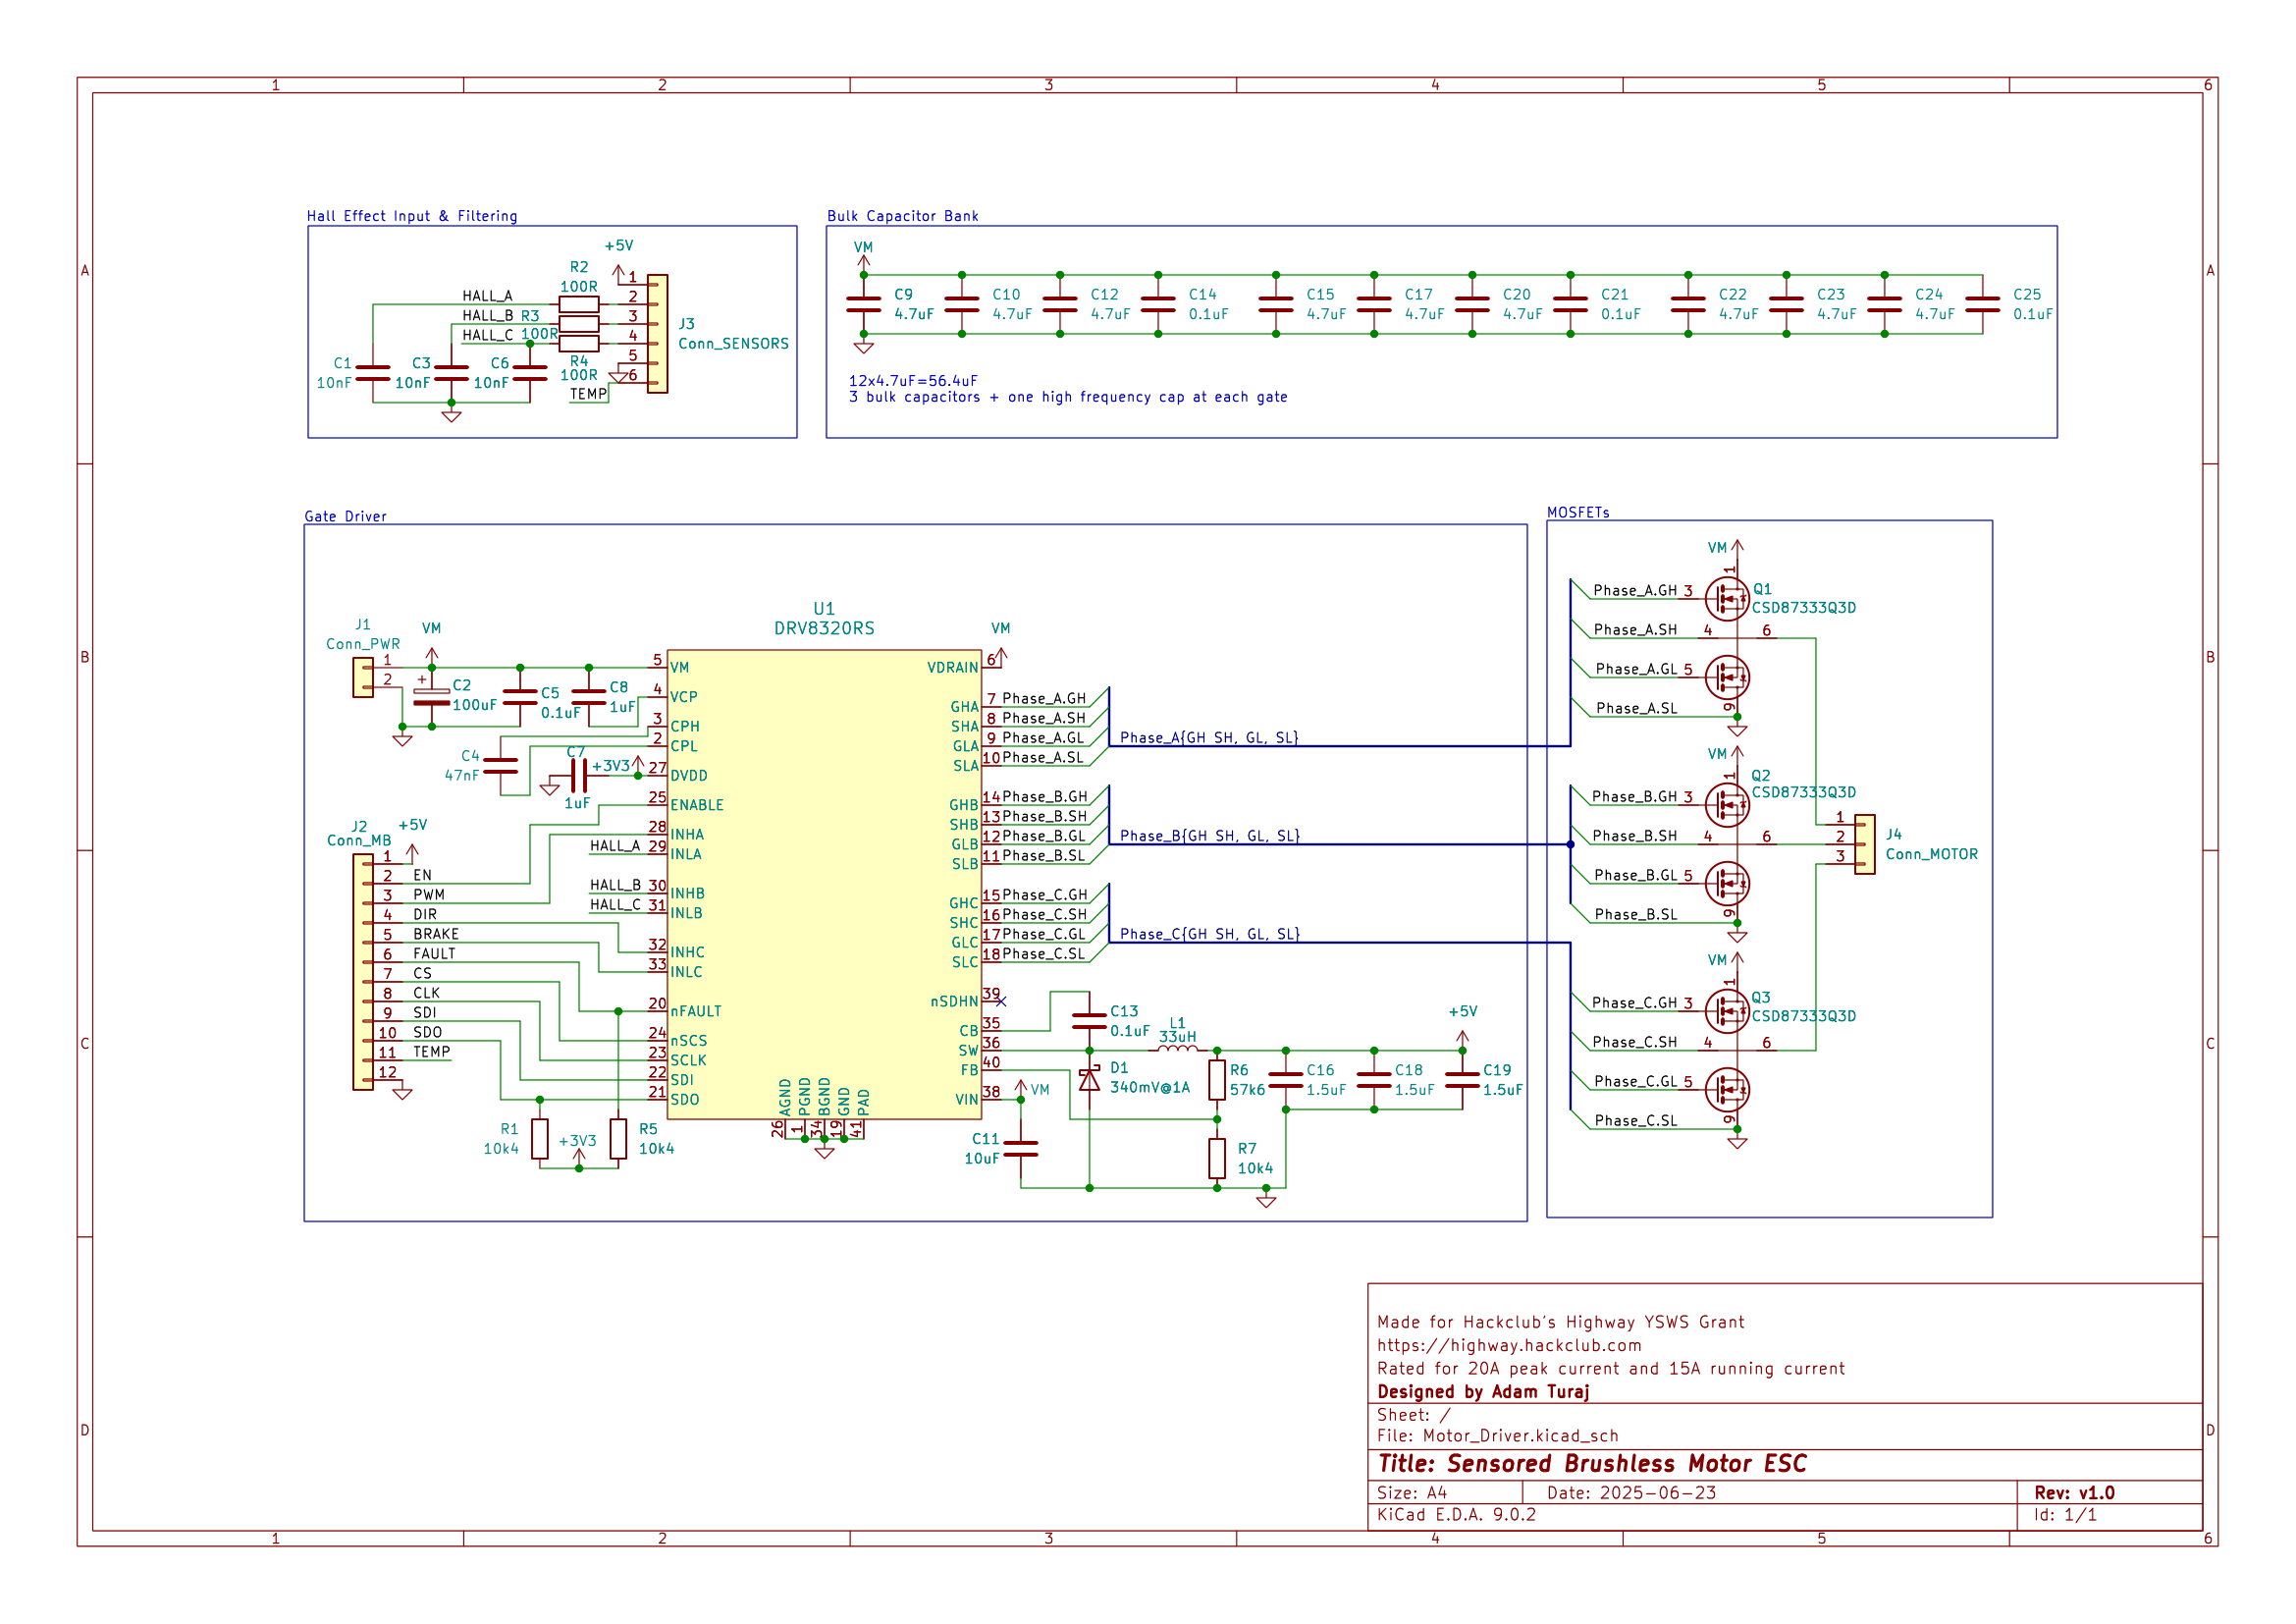 1 2 3 4 5 6
A
B
C
D
Hall Effect Input & Filtering
+5V
R2
100R
HALL_A
HALL_B
R3
100R
HALL_C
R4
100R
C1
10nF
C3
10nF
C6
10nF
TEMP
1
2
3
4
5
6
J3
Conn_SENSORS
Bulk Capacitor Bank
VM
C9
4.7uF
C10
4.7uF
C12
4.7uF
C14
0.1uF
C15
4.7uF
C17
4.7uF
C20
4.7uF
C21
0.1uF
C22
4.7uF
C23
4.7uF
C24
4.7uF
C25
0.1uF
12x4.7uF=56.4uF
3 bulk capacitors + one high frequency cap at each gate
Gate Driver
J1
Conn_PWR
1
2
VM
+
C2
100uF
C5
0.1uF
C8
1uF
C4
47nF
C7
1uF
+3V3
J2
Conn_MB
+5V
1
2 EN
3 PWM
4 DIR
5 BRAKE
6 FAULT
7 CS
8 CLK
9 SDI
10 SDO
11 TEMP
12
HALL_A
HALL_B
HALL_C
R1
10k4
+3V3
R5
10k4
U1
DRV8320RS
5 VM
4 VCP
3 CPH
2 CPL
27 DVDD
25 ENABLE
28 INHA
29 INLA
30 INHB
31 INLB
32 INHC
33 INLC
20 nFAULT
24 nSCS
23 SCLK
22 SDI
21 SDO
AGND 26
PGND 1
BGND 34
GND 19
PAD 41
VM
VDRAIN 6
GHA 7 Phase_A.GH
SHA 8 Phase_A.SH
GLA 9 Phase_A.GL
SLA 10 Phase_A.SL
GHB 14 Phase_B.GH
SHB 13 Phase_B.SH
GLB 12 Phase_B.GL
SLB 11 Phase_B.SL
GHC 15 Phase_C.GH
SHC 16 Phase_C.SH
GLC 17 Phase_C.GL
SLC 18 Phase_C.SL
nSDHN 39
CB 35
SW 36
FB 40
VIN 38
Phase_A{GH SH, GL, SL}
Phase_B{GH SH, GL, SL}
Phase_C{GH SH, GL, SL}
C13
0.1uF
L1
33uH
D1
340mV@1A
VM
C11
10uF
R6
57k6
R7
10k4
C16
1.5uF
C18
1.5uF
C19
1.5uF
+5V
MOSFETs
VM
1
Phase_A.GH 3
Q1
CSD87333Q3D
Phase_A.SH 4 6
Phase_A.GL 5
Phase_A.SL 9
VM
1
Q2
CSD87333Q3D
Phase_B.GH 3
Phase_B.SH 4 6
Phase_B.GL 5
Phase_B.SL 9
VM
1
Q3
CSD87333Q3D
Phase_C.GH 3
Phase_C.SH 4 6
Phase_C.GL 5
Phase_C.SL 9
1
2
3
J4
Conn_MOTOR
Made for Hackclub's Highway YSWS Grant
https://highway.hackclub.com
Rated for 20A peak current and 15A running current
Designed by Adam Turaj
Sheet: /
File: Motor_Driver.kicad_sch
Title: Sensored Brushless Motor ESC
Size: A4 Date: 2025-06-23 Rev: v1.0
KiCad E.D.A. 9.0.2 Id: 1/1
A
B
C
D
1 2 3 4 5 6